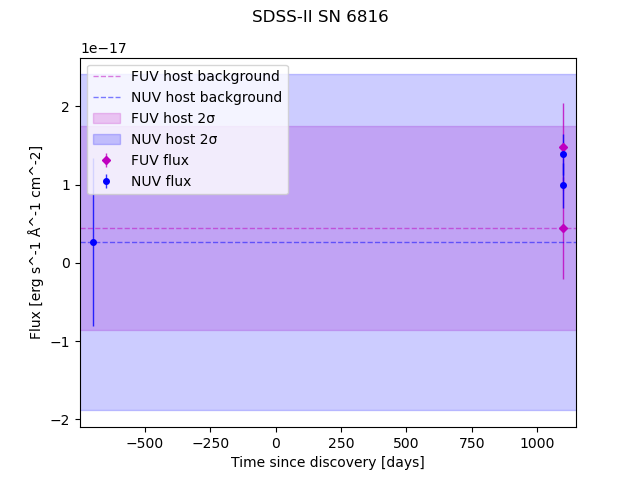 SDSS-II SN 6816
1e−17
FUV host background
NUV host background
FUV host 2σ
NUV host 2σ
FUV flux
NUV flux
2
1
0
−1
−2
Flux [erg s^-1 Å^-1 cm^-2]
−500 −250 0 250 500 750 1000
Time since discovery [days]